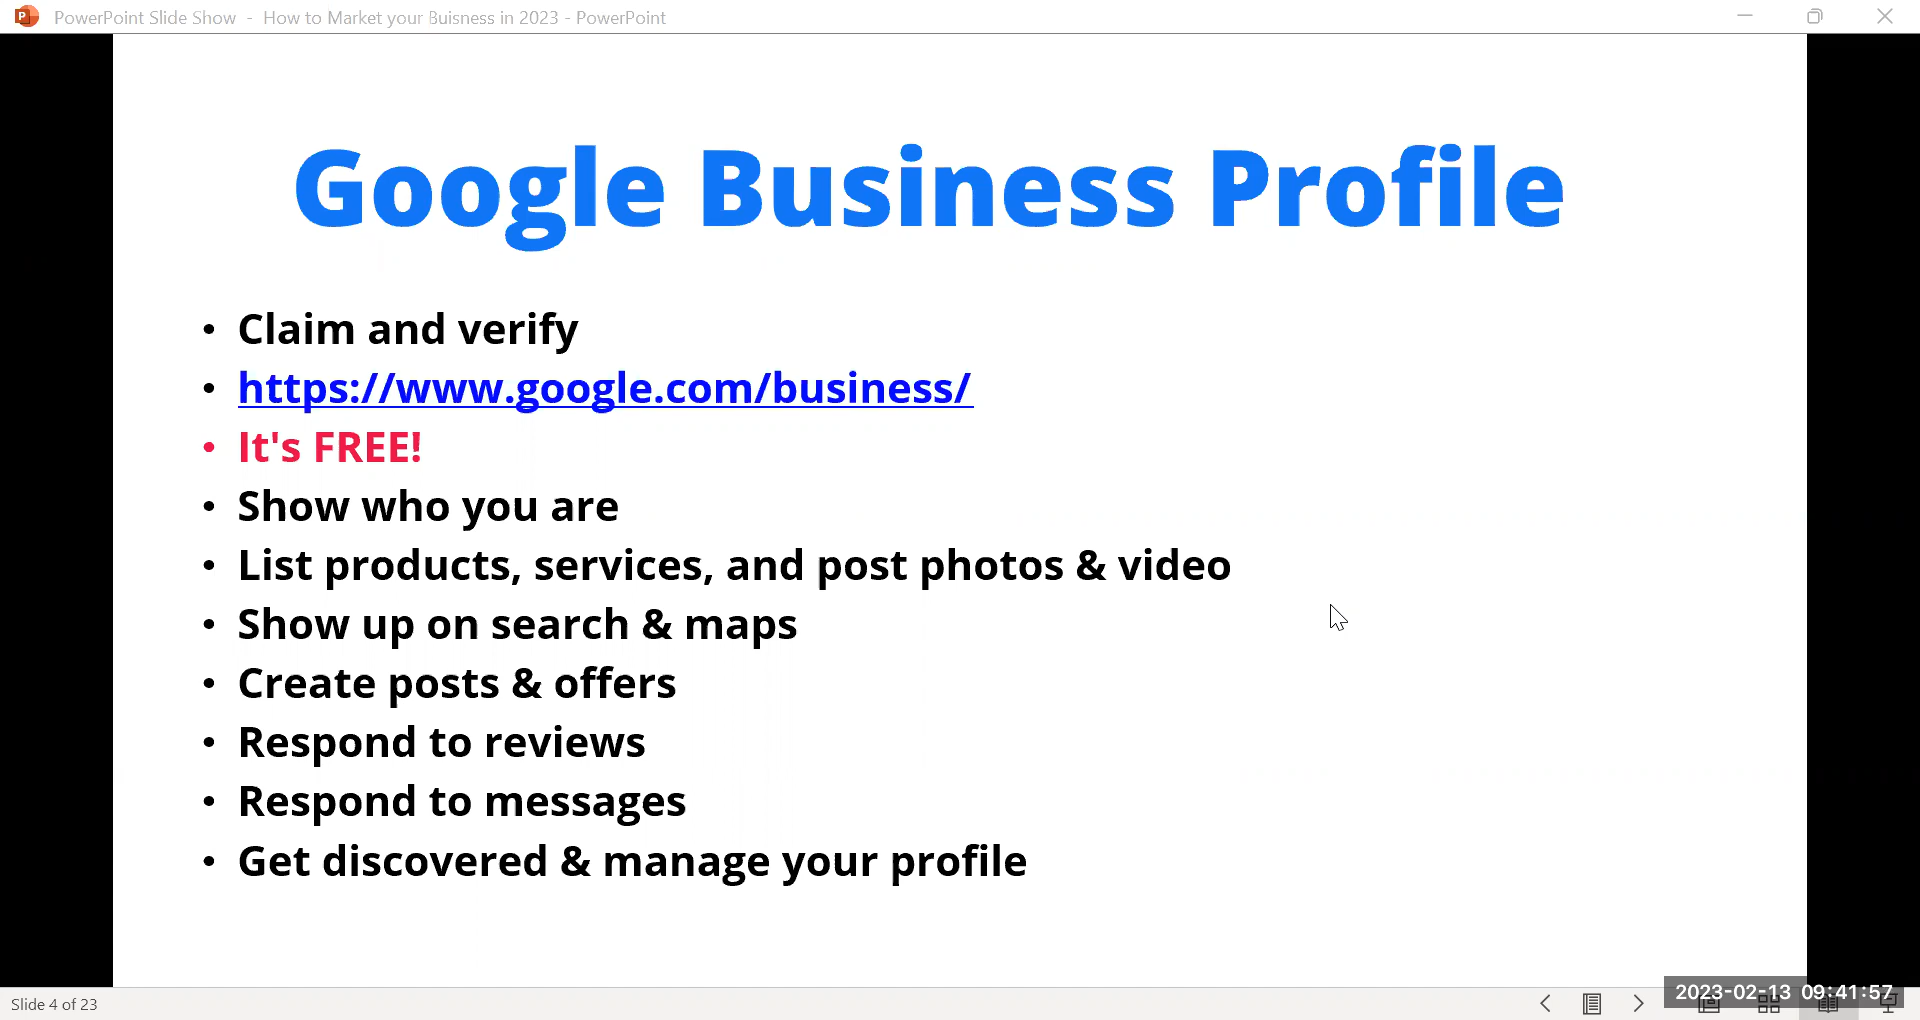 PowerPoint Slide Show - How to Market your Buisness in 2023 - PowerPoint
Google Business Profile
• Claim and verify
• https://www.google.com/business/
• It's FREE!
• Show who you are
• List products, services, and post photos & video
• Show up on search & maps
• Create posts & offers
• Respond to reviews
• Respond to messages
• Get discovered & manage your profile
Slide 4 of 23
2023-02-13 09:41:57